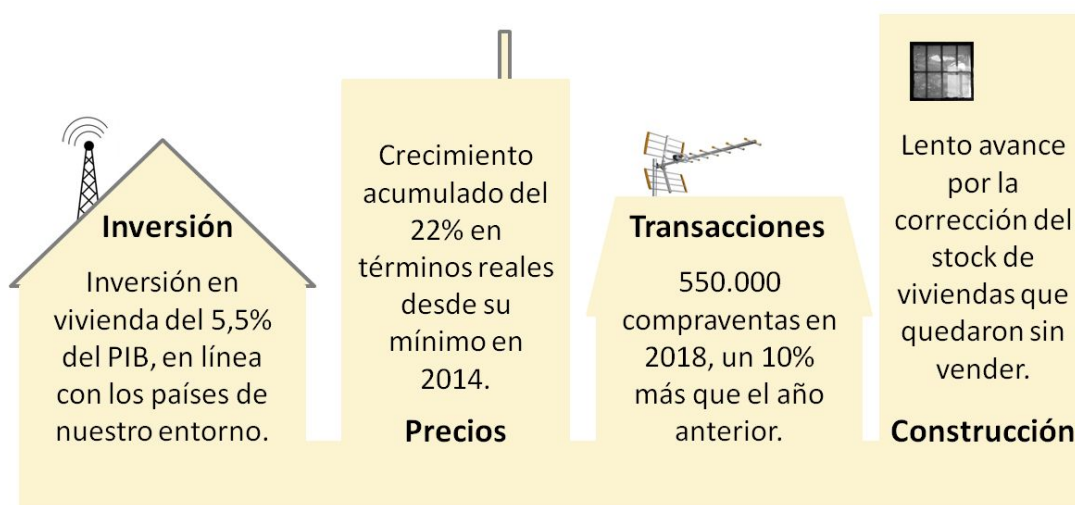 Inversión
Inversión en
vivienda del 5,5%
del PIB, en línea
con los países de
nuestro entorno.
Crecimiento
acumulado del
22% en
términos reales
desde su
mínimo en
2014.
Precios
Transacciones
550.000
compraventas en
2018, un 10%
más que el año
anterior.
Lento avance
por la
corrección del
stock de
viviendas que
quedaron sin
vender.
Construcción